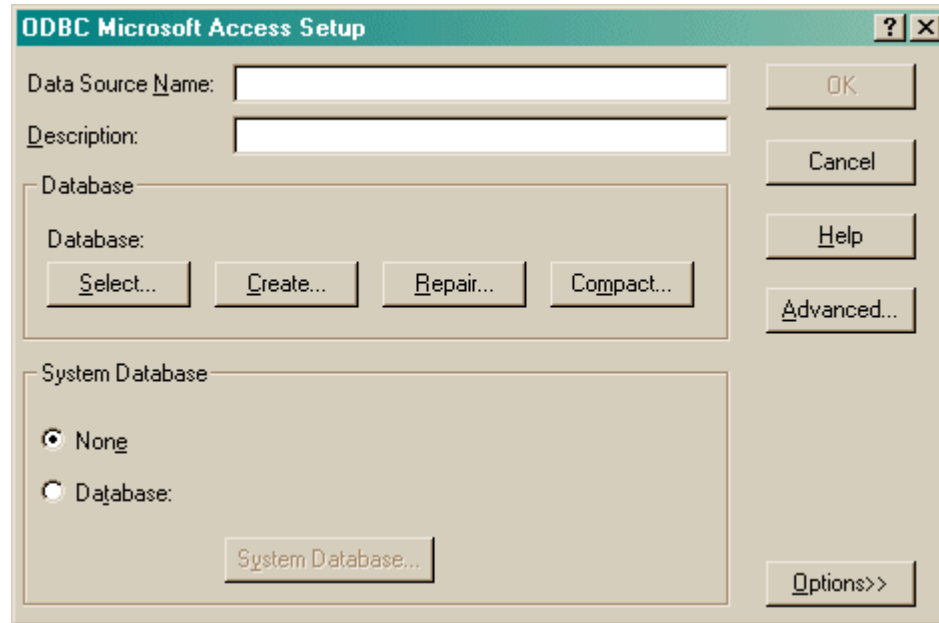 ODBC Microsoft Access Setup
Data Source Name:
OK
Description:
Cancel
Database
Database:
Help
Select... Create... Repair... Compact...
Advanced...
System Database
None
Database:
System Database...
Options>>